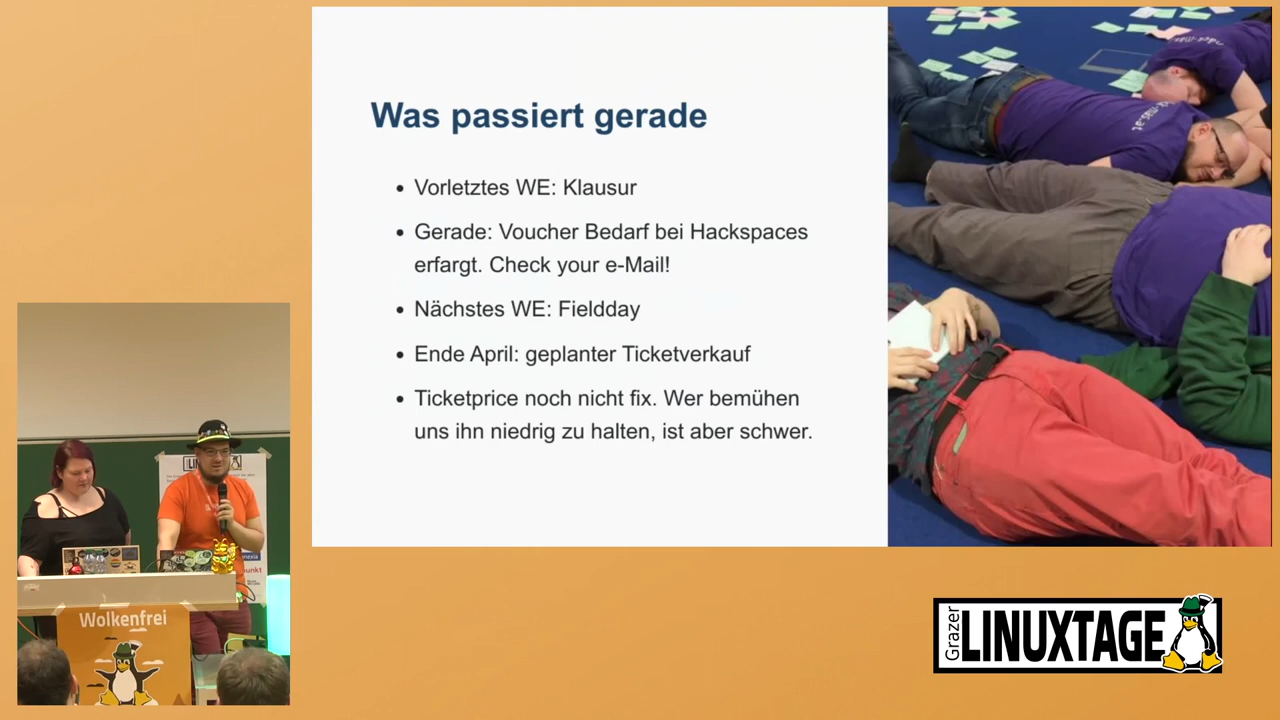 Was passiert gerade
• Vorletztes WE: Klausur
• Gerade: Voucher Bedarf bei Hackspaces
erfargt. Check your e-Mail!
• Nächstes WE: Fieldday
• Ende April: geplanter Ticketverkauf
• Ticketprice noch nicht fix. Wer bemühen
uns ihn niedrig zu halten, ist aber schwer.
Wolkenfrei
Grazer
LINUXTAGE